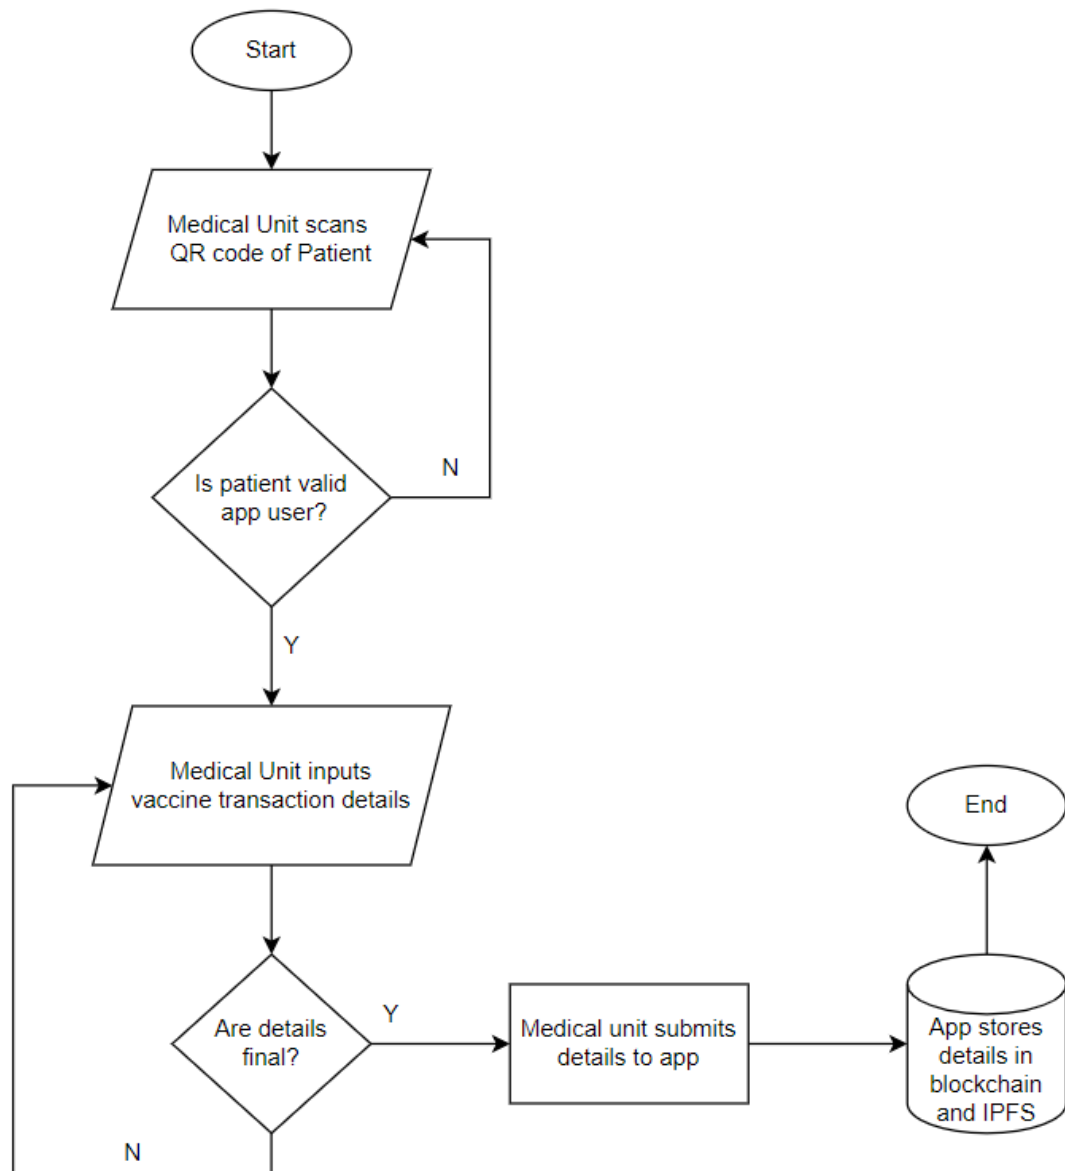 Start
Medical Unit scans
QR code of Patient
Is patient valid
app user?
N
Y
Medical Unit inputs
vaccine transaction details
Are details
final?
Y
N
Medical unit submits
details to app
App stores
details in
blockchain
and IPFS
End